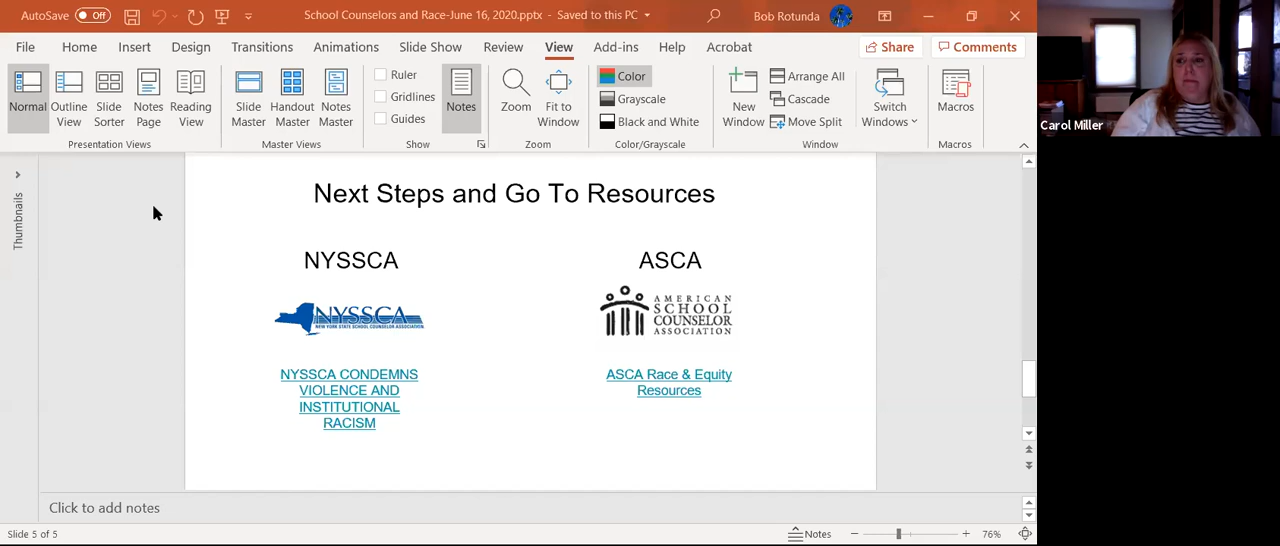 AutoSave Off
School Counselors and Race-June 16, 2020.pptx - Saved to this PC
Bob Rotunda
File Home Insert Design Transitions Animations Slide Show Review View Add-ins Help Acrobat
Share
Comments
Normal
Outline View
Slide Sorter
Notes Page
Reading View
Slide Master
Handout Master
Notes Master
Ruler
Gridlines
Guides
Notes
Zoom
Fit to Window
Color
Grayscale
Black and White
New Window
Arrange All
Cascade
Move Split
Switch Windows
Macros
Presentation Views
Master Views
Show
Zoom
Color/Grayscale
Window
Macros
Carol Miller
Thumbnails
Next Steps and Go To Resources
NYSSCA
NYSSCA
NEW YORK STATE SCHOOL COUNSELOR ASSOCIATION
NYSSCA CONDEMNS
VIOLENCE AND
INSTITUTIONAL
RACISM
ASCA
AMERICAN
SCHOOL
COUNSELOR
ASSOCIATION
ASCA Race & Equity
Resources
Click to add notes
Slide 5 of 5
Notes
76%